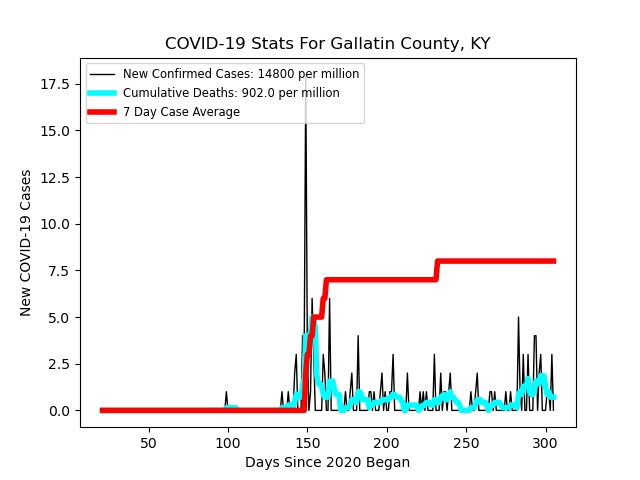 COVID-19 Stats For Gallatin County, KY
New Confirmed Cases: 14800 per million
Cumulative Deaths: 902.0 per million
7 Day Case Average
17.5
15.0
12.5
10.0
7.5
5.0
2.5
0.0
New COVID-19 Cases
50 100 150 200 250 300
Days Since 2020 Began